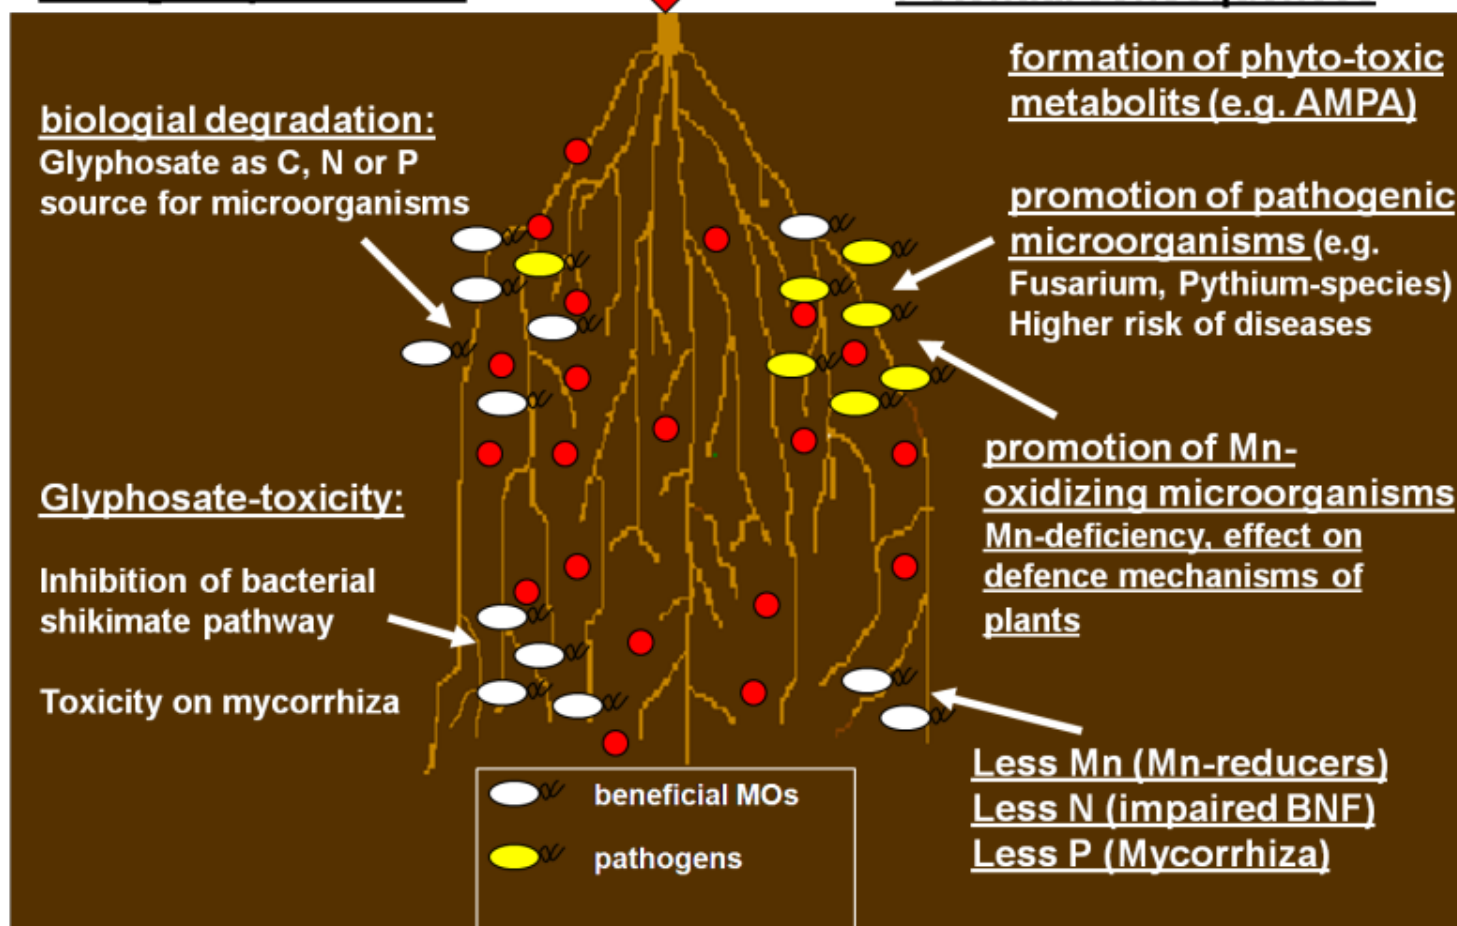 biologial degradation:
Glyphosate as C, N or P
source for microorganisms
Glyphosate-toxicity:
Inhibition of bacterial
shikimate pathway
Toxicity on mycorrhiza
formation of phyto-toxic
metabolits (e.g. AMPA)
promotion of pathogenic
microorganisms (e.g.
Fusarium, Pythium-species)
Higher risk of diseases
promotion of Mn-
oxidizing microorganisms
Mn-deficiency, effect on
defence mechanisms of
plants
Less Mn (Mn-reducers)
Less N (impaired BNF)
Less P (Mycorrhiza)
beneficial MOs
pathogens